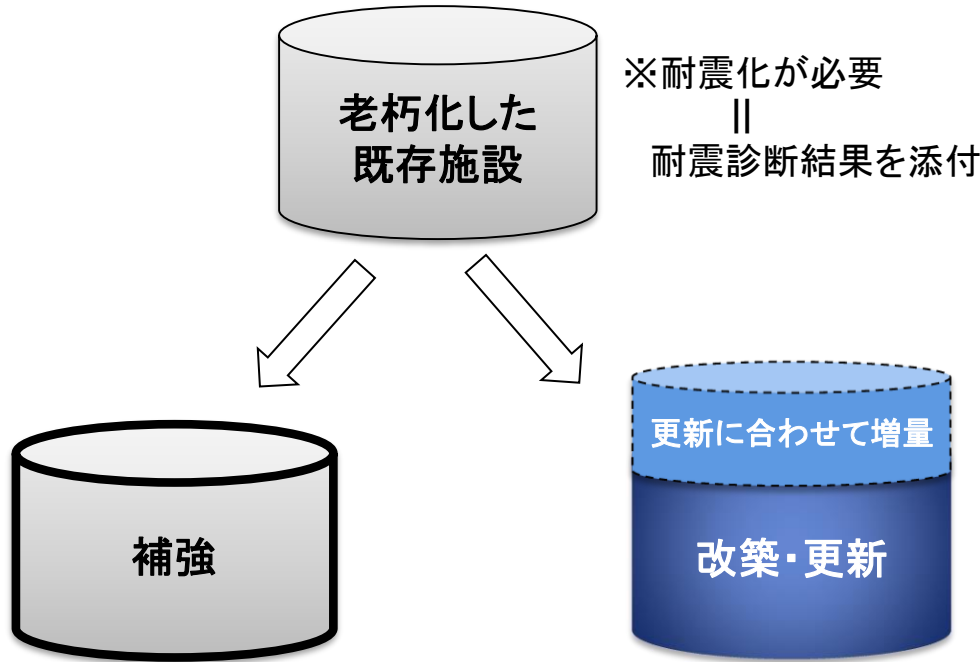 老朽化した
既存施設
※耐震化が必要
||
耐震診断結果を添付
補強
更新に合わせて増量
改築・更新